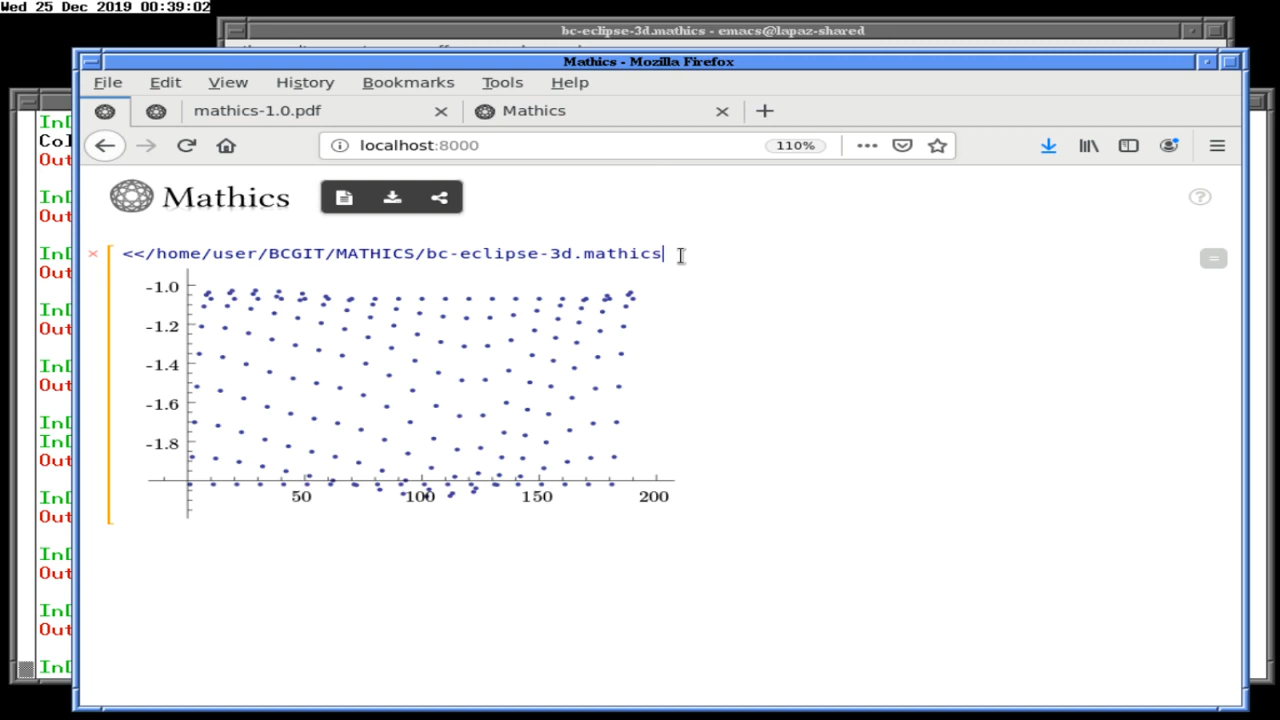 Wed 25 Dec 2019 00:39:02
bc-eclipse-3d.mathics - emacs@lapaz-shared
Mathics - Mozilla Firefox
File Edit View History Bookmarks Tools Help
mathics-1.0.pdf Mathics
localhost:8000 110%
Mathics
<</home/user/BCGIT/MATHICS/bc-eclipse-3d.mathics
-1.0
-1.2
-1.4
-1.6
-1.8
50 100 150 200
In[
Col
Out
In[
Out
In[
Out
In[
Out
In[
Out
In[
In[
Out
In[
Out
In[
Out
In[
Out
In[